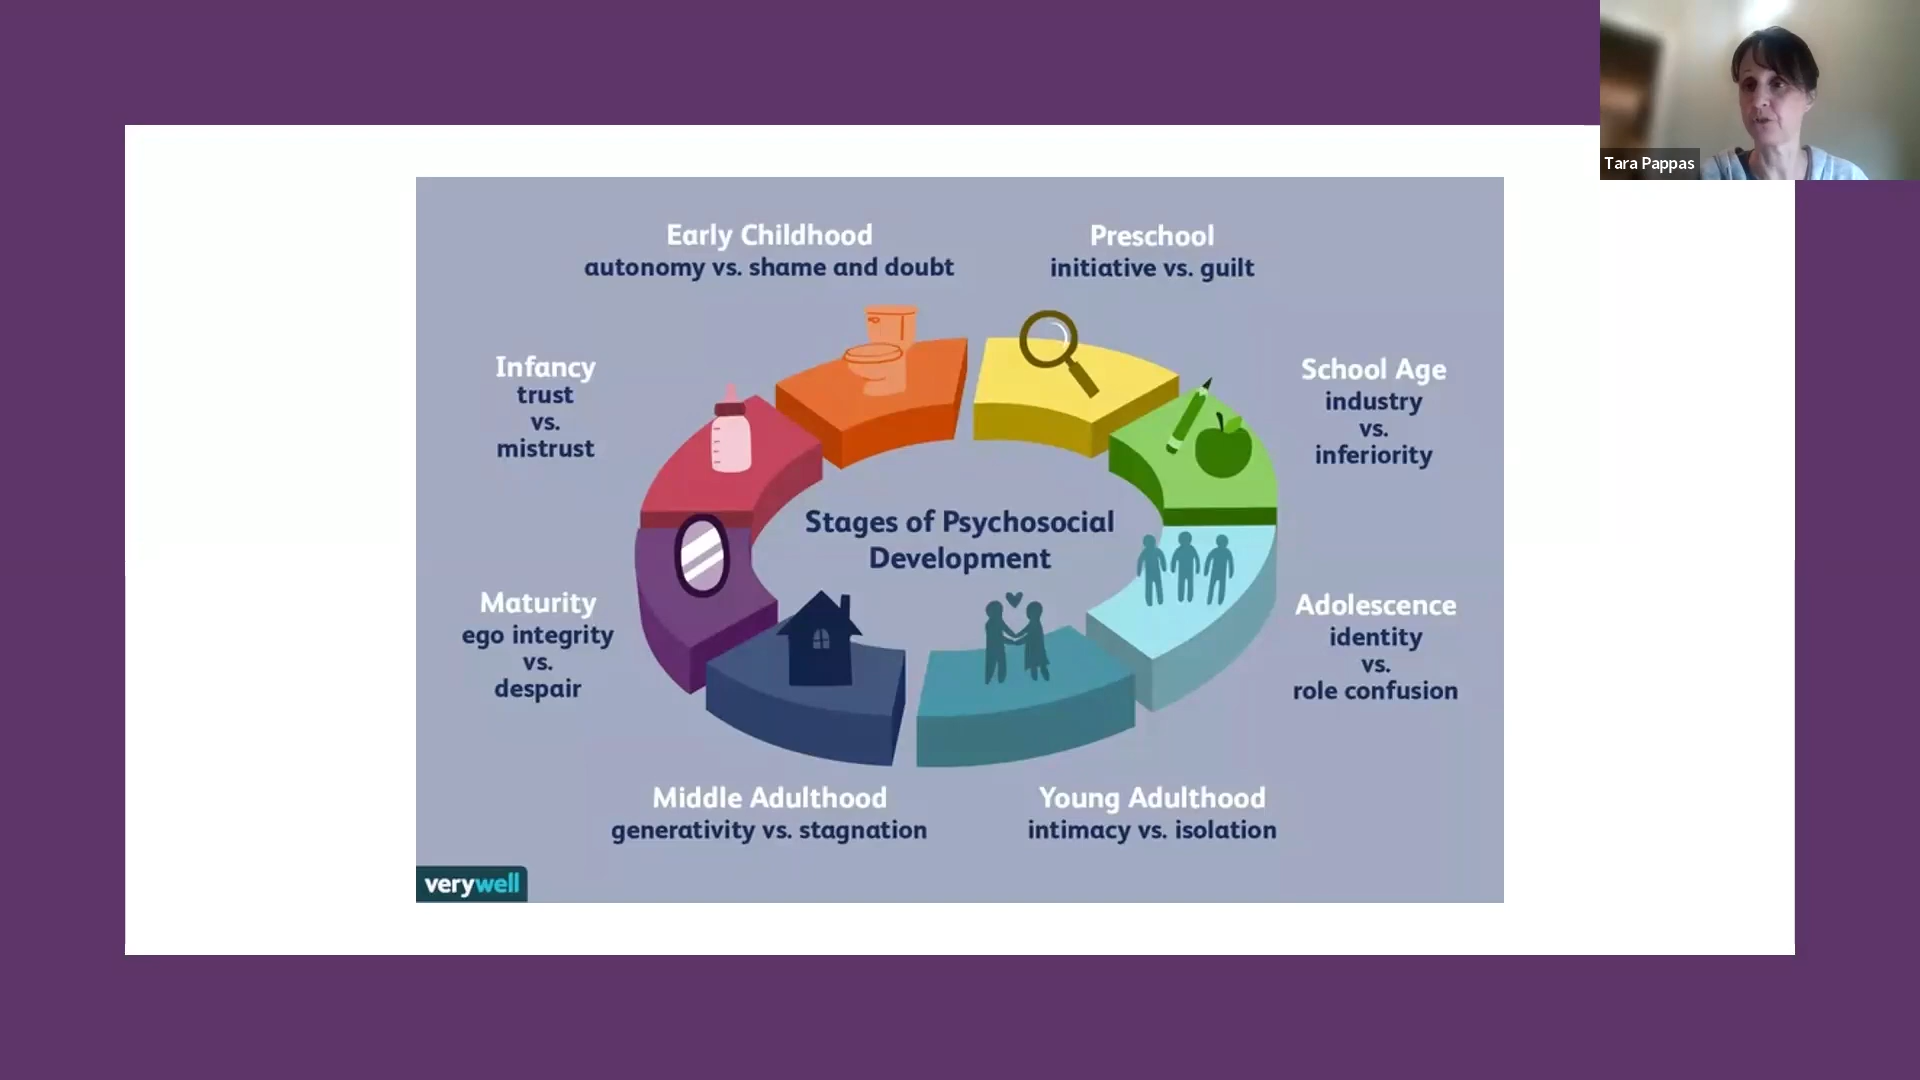 Tara Pappas
Early Childhood
autonomy vs. shame and doubt
Preschool
initiative vs. guilt
Infancy
trust
vs.
mistrust
School Age
industry
vs.
inferiority
Stages of Psychosocial
Development
Maturity
ego integrity
vs.
despair
Adolescence
identity
vs.
role confusion
Middle Adulthood
generativity vs. stagnation
Young Adulthood
intimacy vs. isolation
verywell